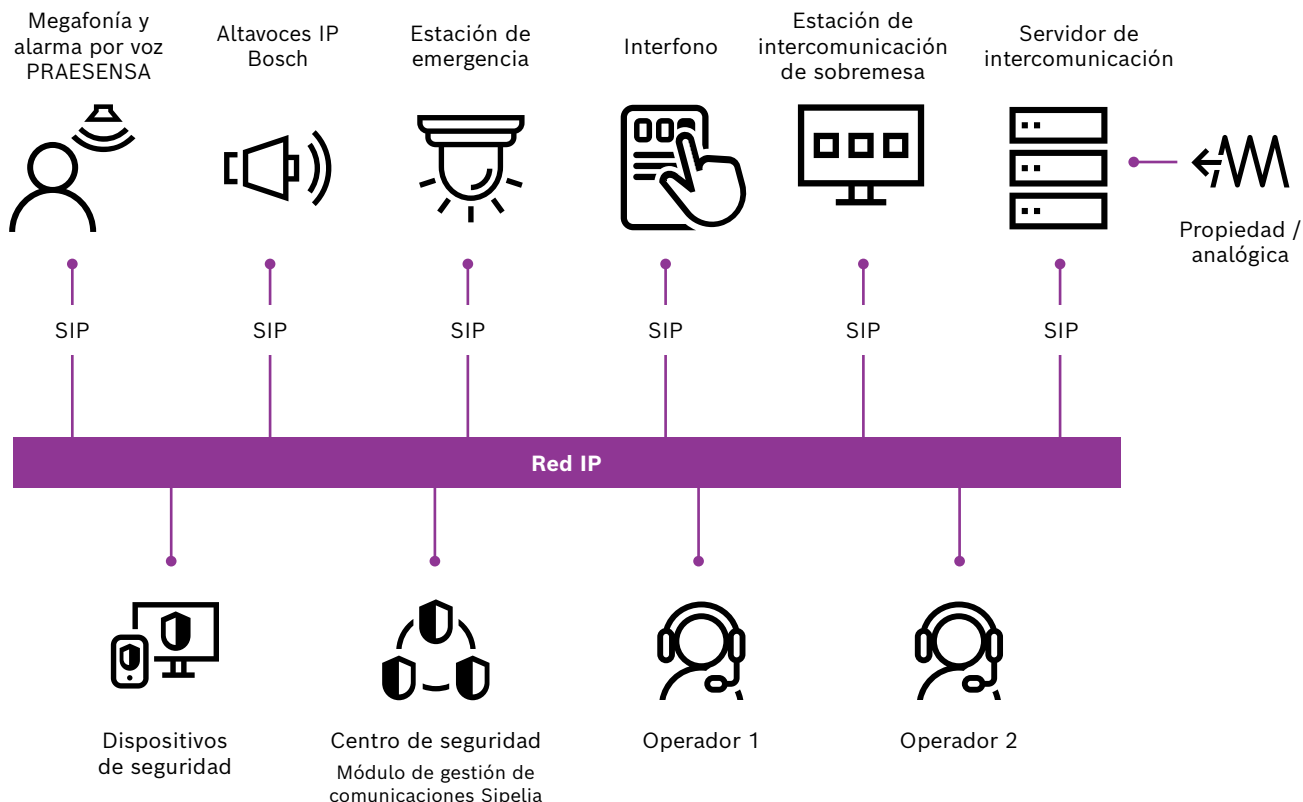 Megafonía y
alarma por voz
PRAESENSA
Altavoces IP
Bosch
Estación de
emergencia
Interfono
Estación de
intercomunicación
de sobremesa
Servidor de
intercomunicación
Propiedad /
analógica
SIP
SIP
SIP
SIP
SIP
SIP
Red IP
Dispositivos
de seguridad
Centro de seguridad
Módulo de gestión de
comunicaciones Sipelia
Operador 1
Operador 2